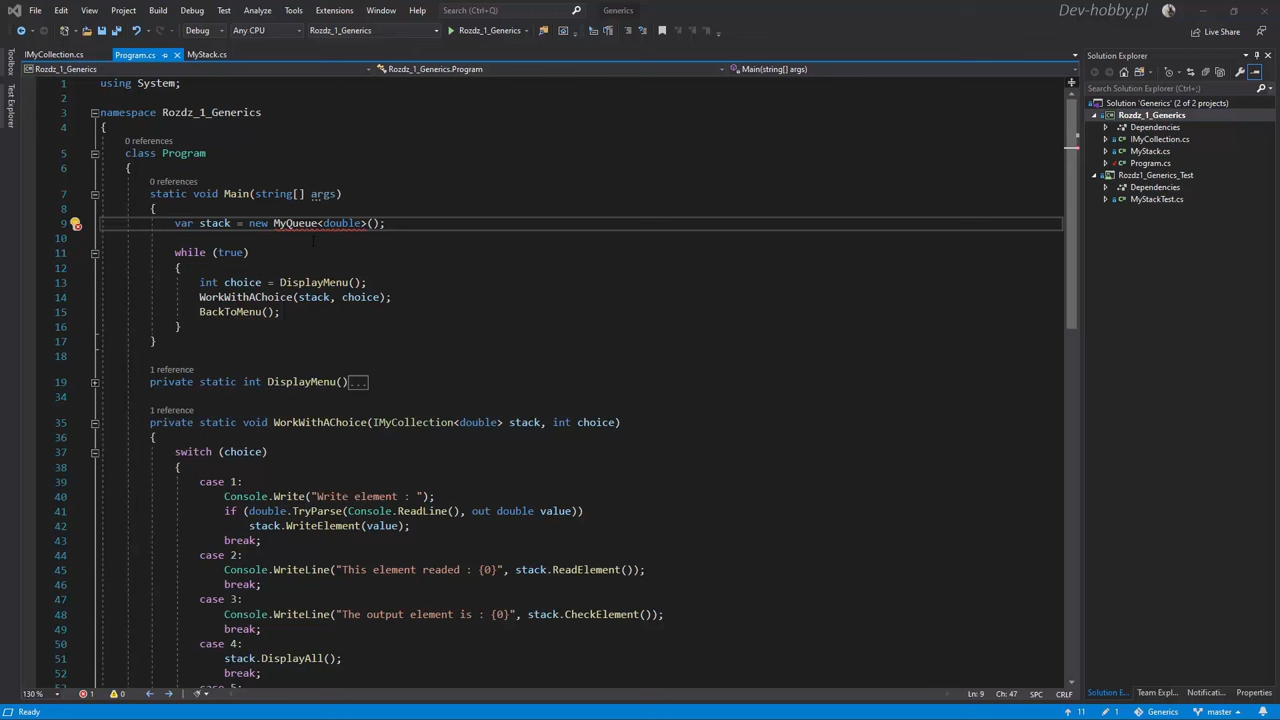 File Edit View Project Build Debug Test Analyze Tools Extensions Window Help Search (Ctrl+Q) Generics Dev-hobby.pl
Debug Any CPU Rozdz_1_Generics Rozdz_1_Generics Live Share
IMyCollection.cs Program.cs MyStack.cs
Rozdz_1_Generics Rozdz_1_Generics.Program Main(string[] args)
Toolbox
Test Explorer
1 using System;
2
3 namespace Rozdz_1_Generics
4 {
0 references
5 class Program
6 {
0 references
7 static void Main(string[] args)
8 {
9 var stack = new MyQueue<double>();
10
11 while (true)
12 {
13 int choice = DisplayMenu();
14 WorkWithAChoice(stack, choice);
15 BackToMenu();
16 }
17 }
18
1 reference
19 private static int DisplayMenu()...
34
1 reference
35 private static void WorkWithAChoice(IMyCollection<double> stack, int choice)
36 {
37 switch (choice)
38 {
39 case 1:
40 Console.Write("Write element : ");
41 if (double.TryParse(Console.ReadLine(), out double value))
42 stack.WriteElement(value);
43 break;
44 case 2:
45 Console.WriteLine("This element readed : {0}", stack.ReadElement());
46 break;
47 case 3:
48 Console.WriteLine("The output element is : {0}", stack.CheckElement());
49 break;
50 case 4:
51 stack.DisplayAll();
52 break;
Solution Explorer
Search Solution Explorer (Ctrl+;)
Solution 'Generics' (2 of 2 projects)
Rozdz_1_Generics
Dependencies
IMyCollection.cs
MyStack.cs
Program.cs
Rozdz1_Generics_Test
Dependencies
MyStackTest.cs
130 % 1 0 Ln: 9 Ch: 47 SPC CRLF
Solution E... Team Expl... Notificati... Properties
Ready 11 1 Generics master